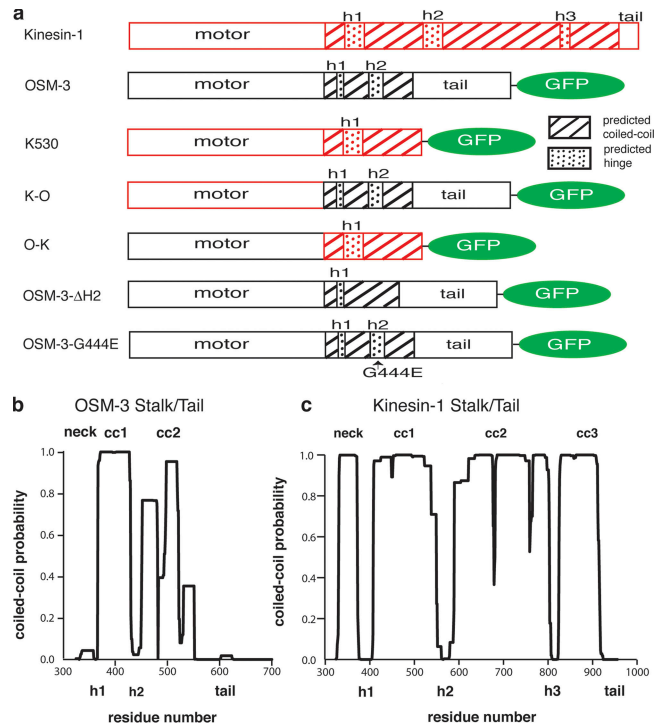 a
h1 h2 h3 tail
Kinesin-1 motor
h1 h2
OSM-3 motor tail GFP
h1
K530 motor GFP
predicted coiled-coil
predicted hinge
h1 h2
K-O motor tail GFP
h1
O-K motor GFP
h1
OSM-3-ΔH2 motor tail GFP
h1 h2
OSM-3-G444E motor tail GFP
G444E
b OSM-3 Stalk/Tail
neck cc1 cc2
coiled-coil probability
1.0
0.8
0.6
0.4
0.2
0.0
300 400 500 600 700
h1 h2 tail
residue number
c Kinesin-1 Stalk/Tail
neck cc1 cc2 cc3
coiled-coil probability
1.0
0.8
0.6
0.4
0.2
0.0
300 400 500 600 700 800 900 1000
h1 h2 h3 tail
residue number